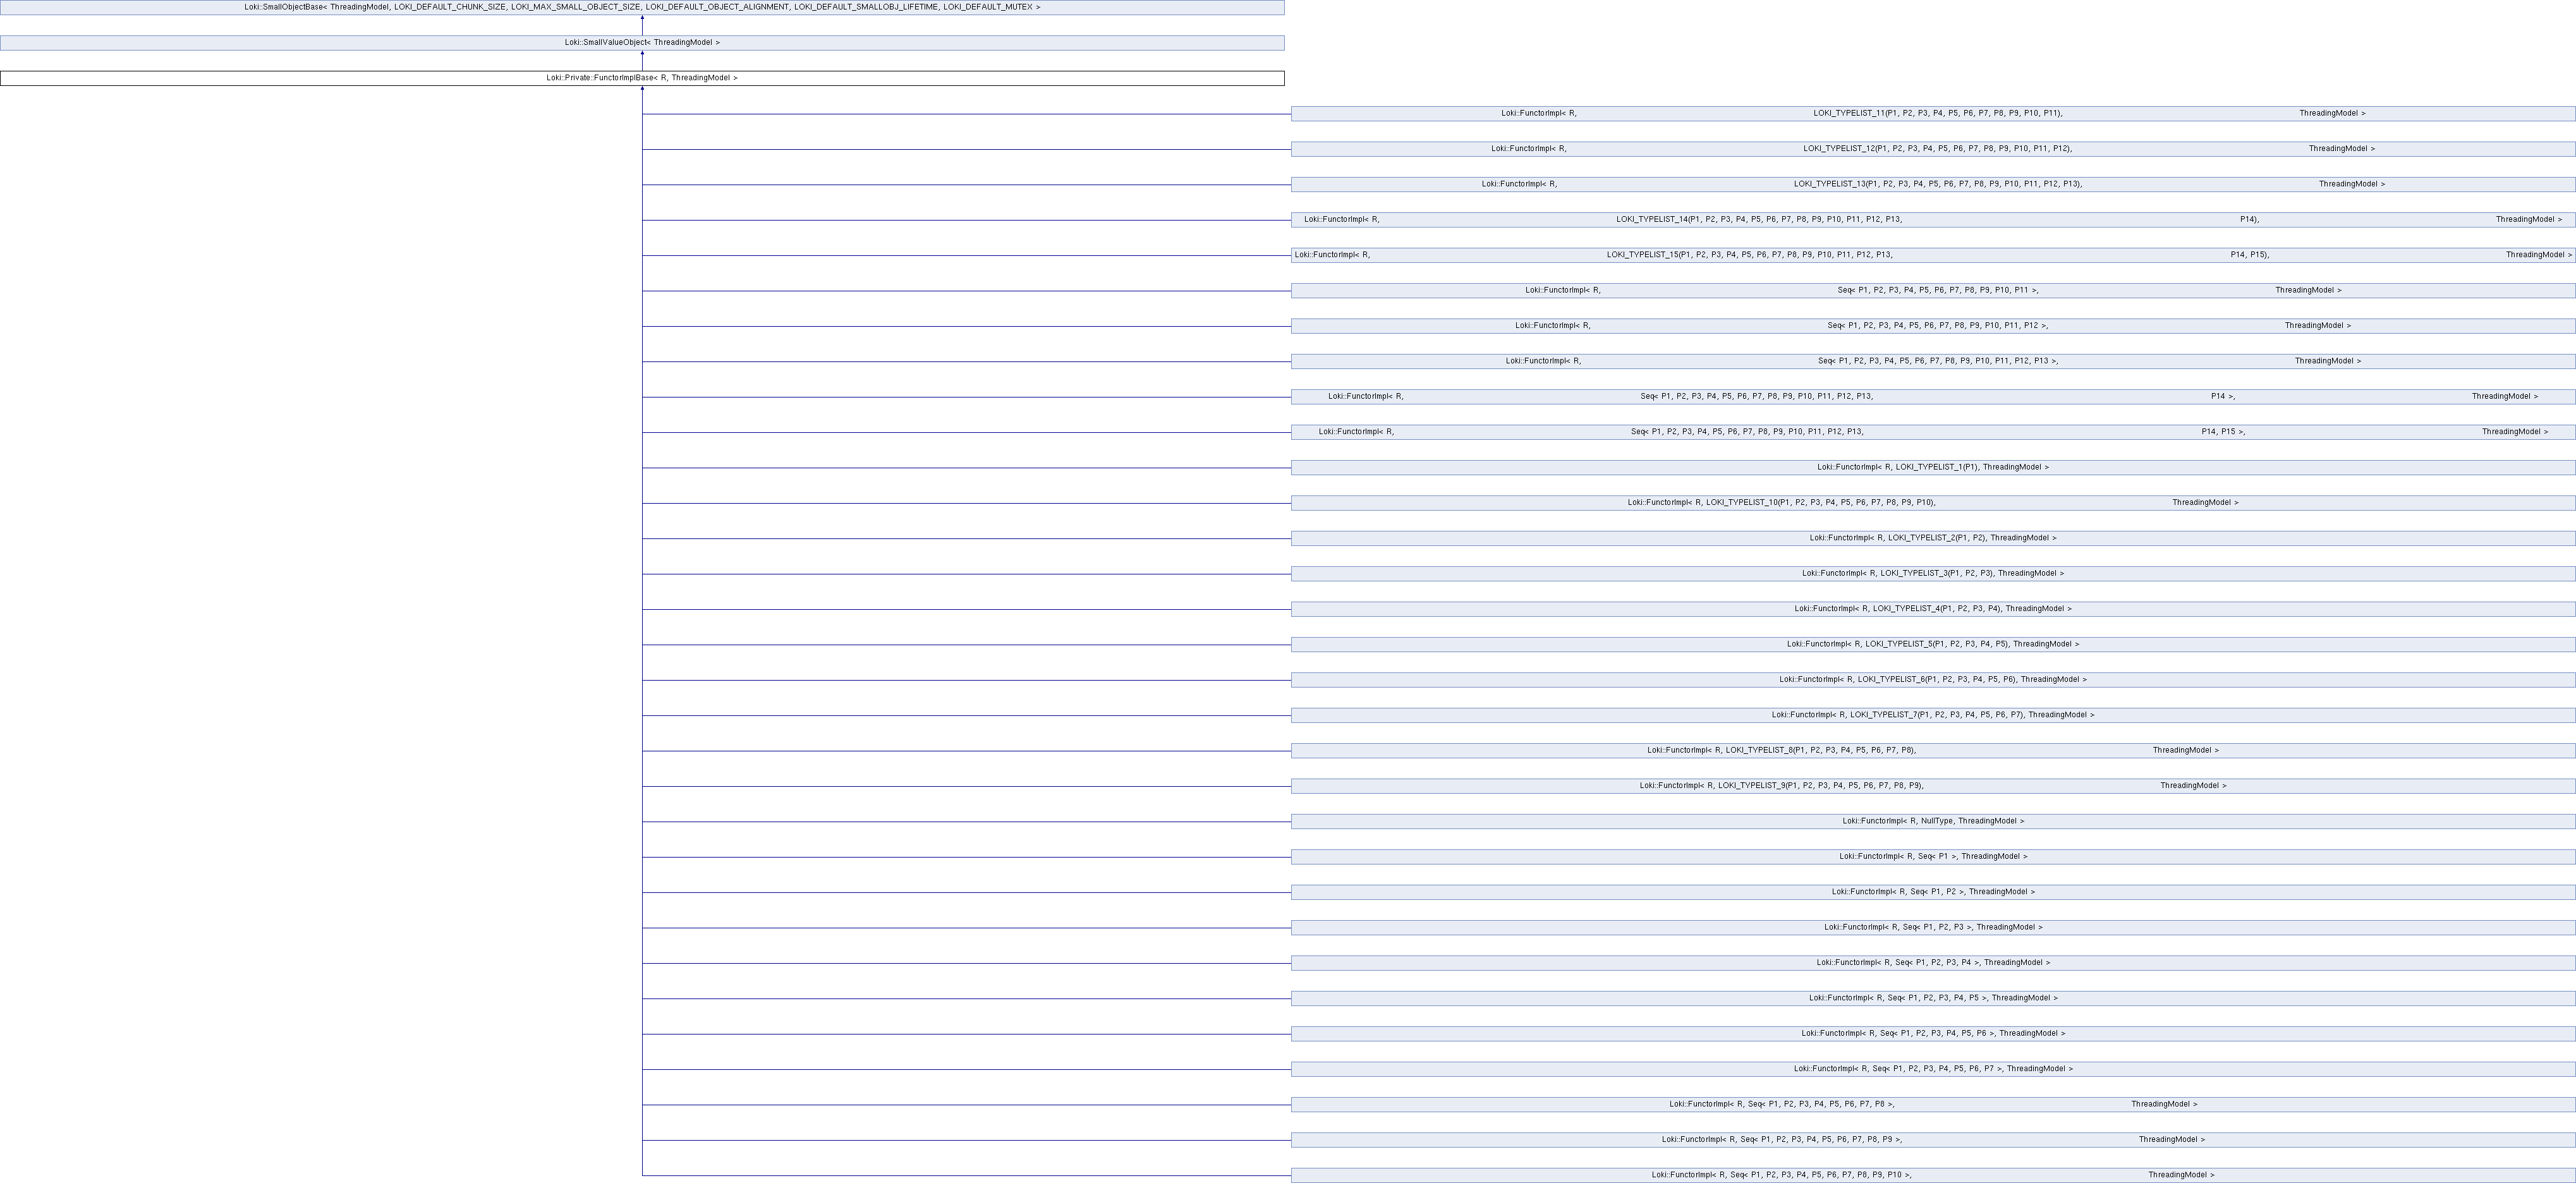 Loki::SmallObjectBase< ThreadingModel, LOKI_DEFAULT_CHUNK_SIZE, LOKI_MAX_SMALL_OBJECT_SIZE, LOKI_DEFAULT_OBJECT_ALIGNMENT, LOKI_DEFAULT_SMALLOBJ_LIFETIME, LOKI_DEFAULT_MUTEX >
Loki::SmallValueObject< ThreadingModel >
Loki::Private::FunctorImplBase< R, ThreadingModel >
Loki::FunctorImpl< R, LOKI_TYPELIST_11(P1, P2, P3, P4, P5, P6, P7, P8, P9, P10, P11), ThreadingModel >
Loki::FunctorImpl< R, LOKI_TYPELIST_12(P1, P2, P3, P4, P5, P6, P7, P8, P9, P10, P11, P12), ThreadingModel >
Loki::FunctorImpl< R, LOKI_TYPELIST_13(P1, P2, P3, P4, P5, P6, P7, P8, P9, P10, P11, P12, P13), ThreadingModel >
Loki::FunctorImpl< R, LOKI_TYPELIST_14(P1, P2, P3, P4, P5, P6, P7, P8, P9, P10, P11, P12, P13, P14), ThreadingModel >
Loki::FunctorImpl< R, LOKI_TYPELIST_15(P1, P2, P3, P4, P5, P6, P7, P8, P9, P10, P11, P12, P13, P14, P15), ThreadingModel >
Loki::FunctorImpl< R, Seq< P1, P2, P3, P4, P5, P6, P7, P8, P9, P10, P11 >, ThreadingModel >
Loki::FunctorImpl< R, Seq< P1, P2, P3, P4, P5, P6, P7, P8, P9, P10, P11, P12 >, ThreadingModel >
Loki::FunctorImpl< R, Seq< P1, P2, P3, P4, P5, P6, P7, P8, P9, P10, P11, P12, P13 >, ThreadingModel >
Loki::FunctorImpl< R, Seq< P1, P2, P3, P4, P5, P6, P7, P8, P9, P10, P11, P12, P13, P14 >, ThreadingModel >
Loki::FunctorImpl< R, Seq< P1, P2, P3, P4, P5, P6, P7, P8, P9, P10, P11, P12, P13, P14, P15 >, ThreadingModel >
Loki::FunctorImpl< R, LOKI_TYPELIST_1(P1), ThreadingModel >
Loki::FunctorImpl< R, LOKI_TYPELIST_10(P1, P2, P3, P4, P5, P6, P7, P8, P9, P10), ThreadingModel >
Loki::FunctorImpl< R, LOKI_TYPELIST_2(P1, P2), ThreadingModel >
Loki::FunctorImpl< R, LOKI_TYPELIST_3(P1, P2, P3), ThreadingModel >
Loki::FunctorImpl< R, LOKI_TYPELIST_4(P1, P2, P3, P4), ThreadingModel >
Loki::FunctorImpl< R, LOKI_TYPELIST_5(P1, P2, P3, P4, P5), ThreadingModel >
Loki::FunctorImpl< R, LOKI_TYPELIST_6(P1, P2, P3, P4, P5, P6), ThreadingModel >
Loki::FunctorImpl< R, LOKI_TYPELIST_7(P1, P2, P3, P4, P5, P6, P7), ThreadingModel >
Loki::FunctorImpl< R, LOKI_TYPELIST_8(P1, P2, P3, P4, P5, P6, P7, P8), ThreadingModel >
Loki::FunctorImpl< R, LOKI_TYPELIST_9(P1, P2, P3, P4, P5, P6, P7, P8, P9), ThreadingModel >
Loki::FunctorImpl< R, NullType, ThreadingModel >
Loki::FunctorImpl< R, Seq< P1 >, ThreadingModel >
Loki::FunctorImpl< R, Seq< P1, P2 >, ThreadingModel >
Loki::FunctorImpl< R, Seq< P1, P2, P3 >, ThreadingModel >
Loki::FunctorImpl< R, Seq< P1, P2, P3, P4 >, ThreadingModel >
Loki::FunctorImpl< R, Seq< P1, P2, P3, P4, P5 >, ThreadingModel >
Loki::FunctorImpl< R, Seq< P1, P2, P3, P4, P5, P6 >, ThreadingModel >
Loki::FunctorImpl< R, Seq< P1, P2, P3, P4, P5, P6, P7 >, ThreadingModel >
Loki::FunctorImpl< R, Seq< P1, P2, P3, P4, P5, P6, P7, P8 >, ThreadingModel >
Loki::FunctorImpl< R, Seq< P1, P2, P3, P4, P5, P6, P7, P8, P9 >, ThreadingModel >
Loki::FunctorImpl< R, Seq< P1, P2, P3, P4, P5, P6, P7, P8, P9, P10 >, ThreadingModel >